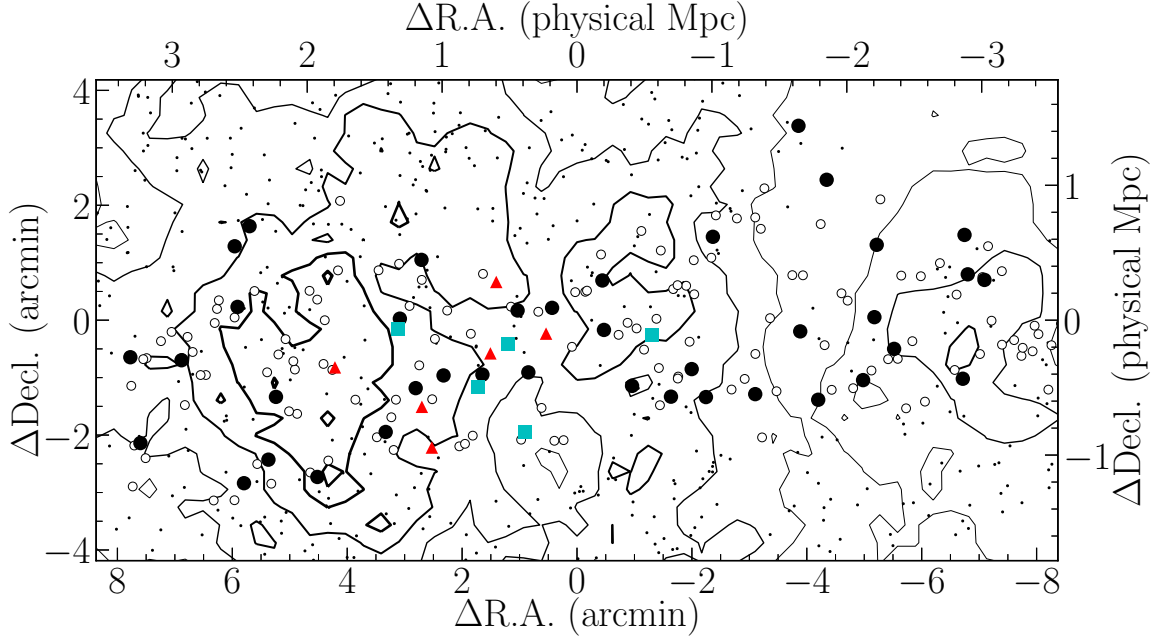 ΔR.A. (physical Mpc)
3 2 1 0 −1 −2 −3
4
2
0
−2
−4
ΔDecl. (arcmin)
1
0
−1
ΔDecl. (physical Mpc)
8 6 4 2 0 −2 −4 −6 −8
ΔR.A. (arcmin)